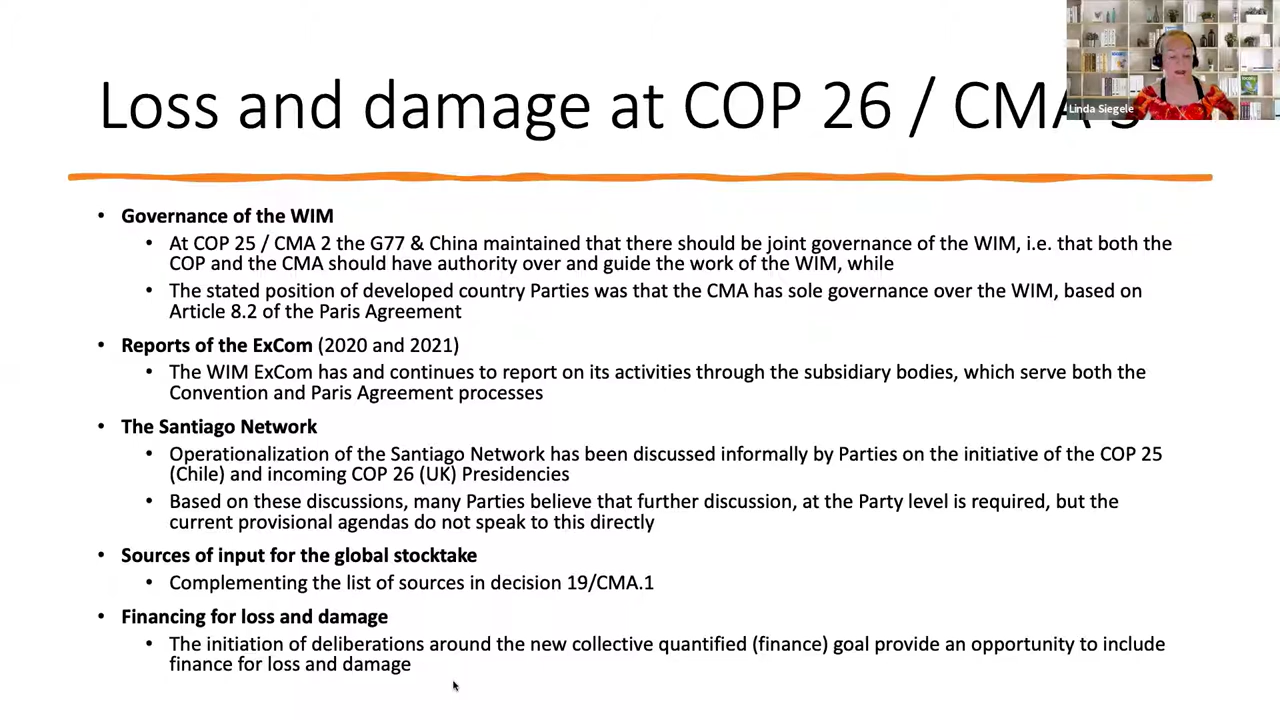 Loss and damage at COP 26 / CMA
Linda Siegele
• Governance of the WIM
• At COP 25 / CMA 2 the G77 & China maintained that there should be joint governance of the WIM, i.e. that both the
COP and the CMA should have authority over and guide the work of the WIM, while
• The stated position of developed country Parties was that the CMA has sole governance over the WIM, based on
Article 8.2 of the Paris Agreement
• Reports of the ExCom (2020 and 2021)
• The WIM ExCom has and continues to report on its activities through the subsidiary bodies, which serve both the
Convention and Paris Agreement processes
• The Santiago Network
• Operationalization of the Santiago Network has been discussed informally by Parties on the initiative of the COP 25
(Chile) and incoming COP 26 (UK) Presidencies
• Based on these discussions, many Parties believe that further discussion, at the Party level is required, but the
current provisional agendas do not speak to this directly
• Sources of input for the global stocktake
• Complementing the list of sources in decision 19/CMA.1
• Financing for loss and damage
• The initiation of deliberations around the new collective quantified (finance) goal provide an opportunity to include
finance for loss and damage